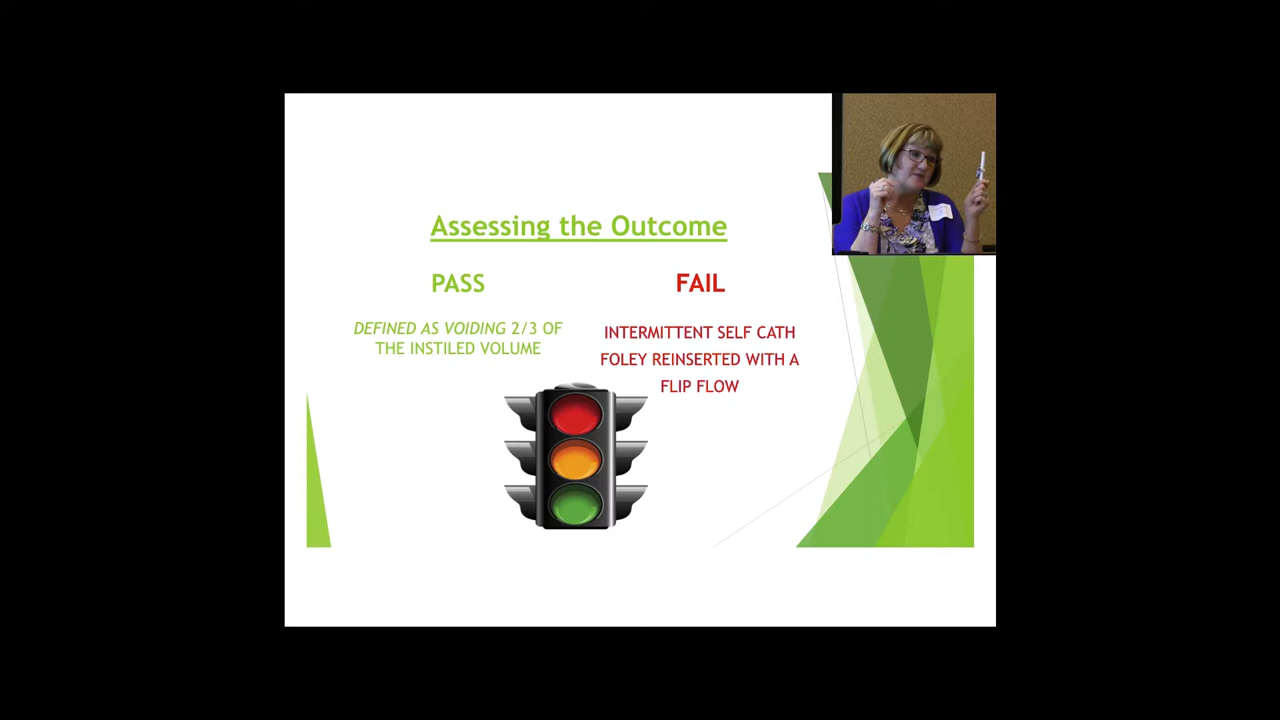 Assessing the Outcome
PASS
DEFINED AS VOIDING 2/3 OF
THE INSTILED VOLUME
FAIL
INTERMITTENT SELF CATH
FOLEY REINSERTED WITH A
FLIP FLOW